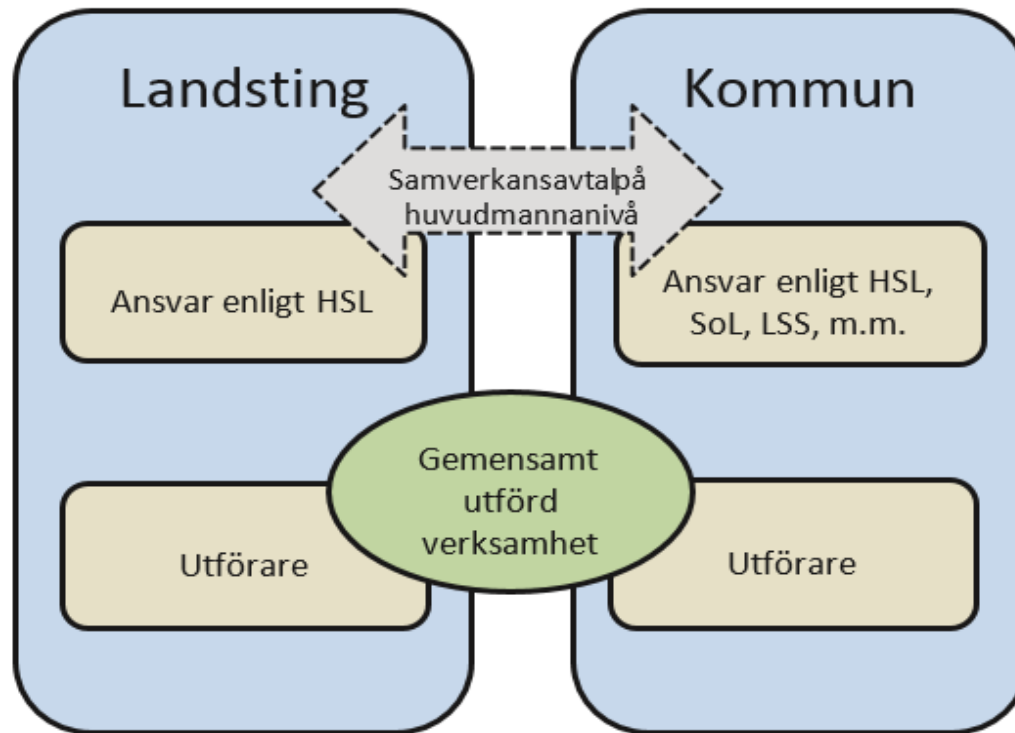 Landsting
Kommun
Samverkansavtalpå
huvudmannanivå
Ansvar enligt HSL
Ansvar enligt HSL,
SoL, LSS, m.m.
Gemensamt
utförd
verksamhet
Utförare
Utförare